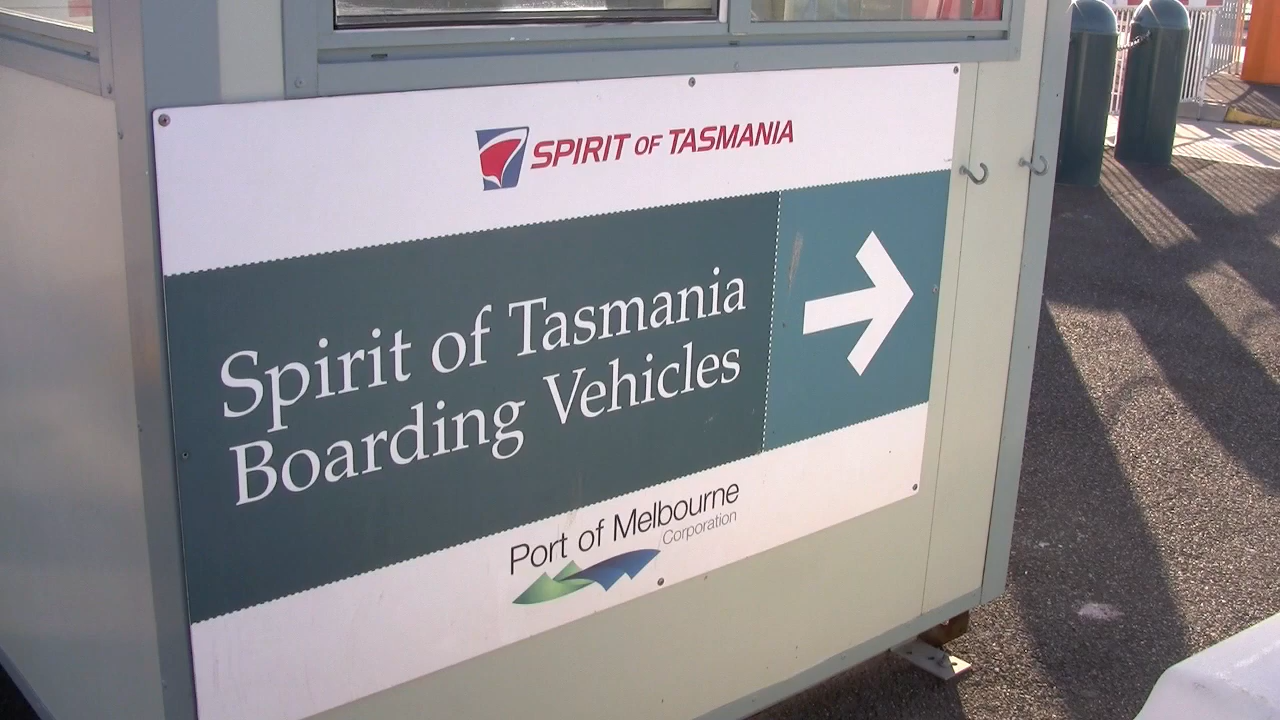 SPIRIT OF TASMANIA
Spirit of Tasmania
Boarding Vehicles
Port of Melbourne
Corporation